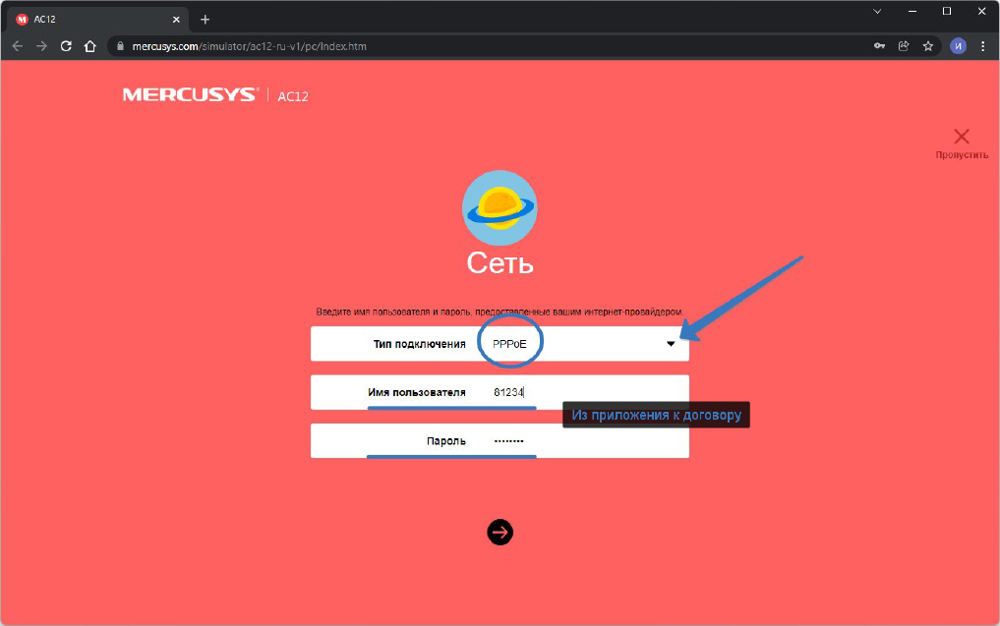 AC12
mercusys.com/simulator/ac12-ru-v1/pc/Index.htm
И
MERCUSYS | AC12
Пропустить
Сеть
Введите имя пользователя и пароль, предоставленные вашим интернет-провайдером.
Тип подключения PPPoE
Имя пользователя 81234
Из приложения к договору
Пароль ••••••••